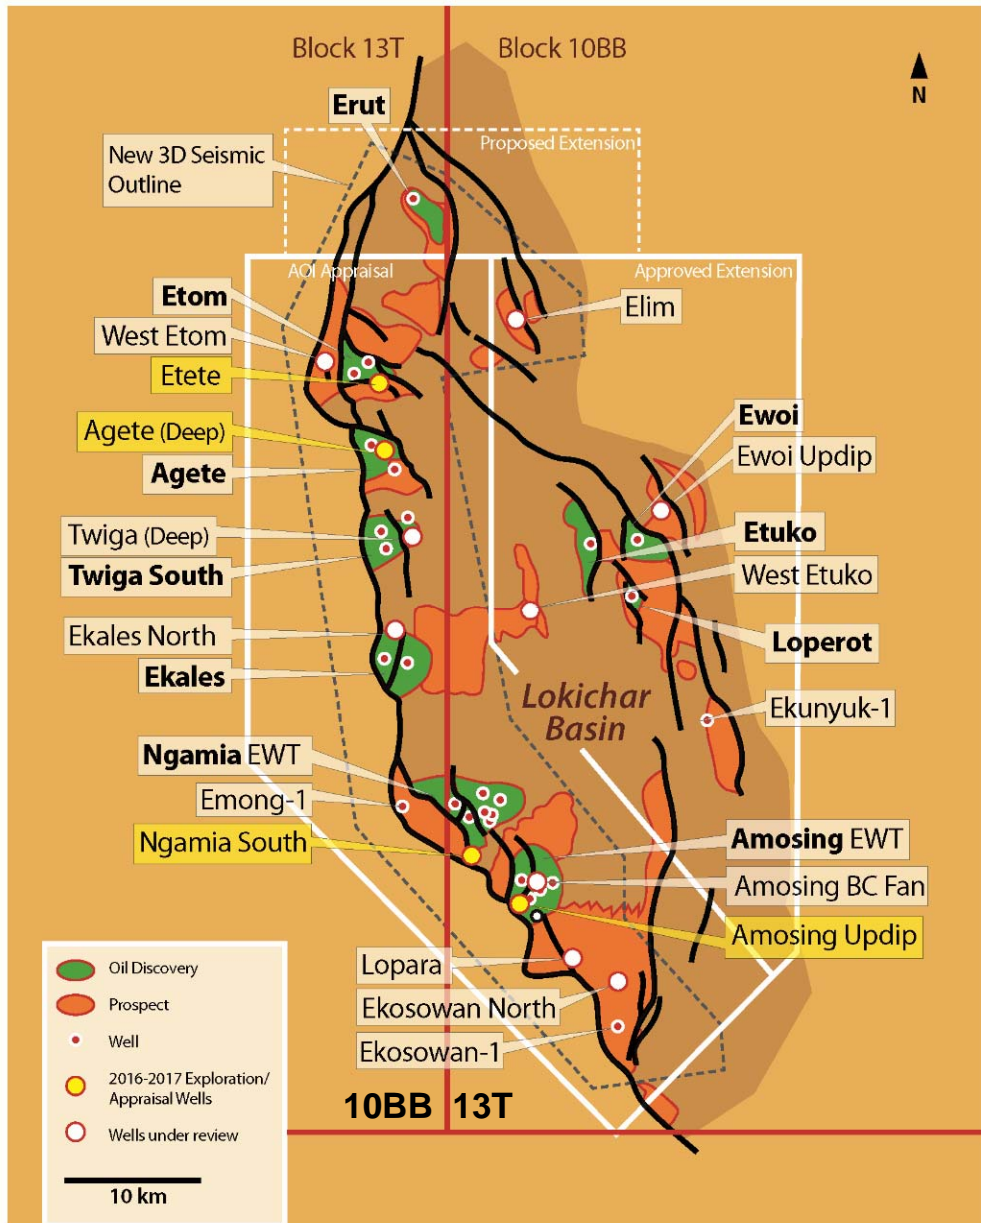 Block 13T
Block 10BB
N
Erut
Proposed Extension
New 3D Seismic
Outline
AOI Appraisal
Approved Extension
Etom
West Etom
Elim
Etete
Ewoi
Agete (Deep)
Ewoi Updip
Agete
Etuko
Twiga (Deep)
West Etuko
Twiga South
Ekales North
Loperot
Ekales
Lokichar
Basin
Ekunyuk-1
Ngamia EWT
Emong-1
Amosing EWT
Ngamia South
Amosing BC Fan
Amosing Updip
Lopara
Ekosowan North
Ekosowan-1
Oil Discovery
Prospect
Well
2016-2017 Exploration/
Appraisal Wells
Wells under review
10 km
10BB 13T